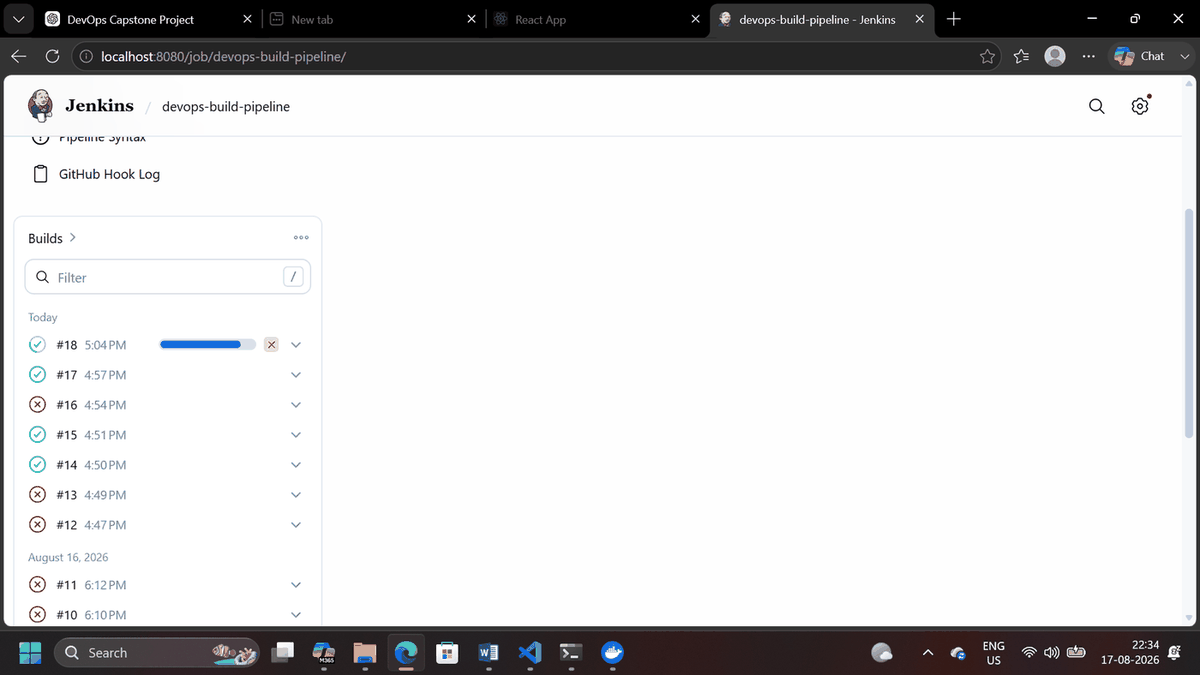 DevOps Capstone Project
New tab
React App
devops-build-pipeline - Jenkins
localhost:8080/job/devops-build-pipeline/
Chat
Jenkins / devops-build-pipeline
Pipeline Syntax
GitHub Hook Log
Builds
Filter /
Today
#18 5:04 PM
#17 4:57 PM
#16 4:54 PM
#15 4:51 PM
#14 4:50 PM
#13 4:49 PM
#12 4:47 PM
August 16, 2026
#11 6:12 PM
#10 6:10 PM
Search
M365
ENG
US
22:34
17-08-2026